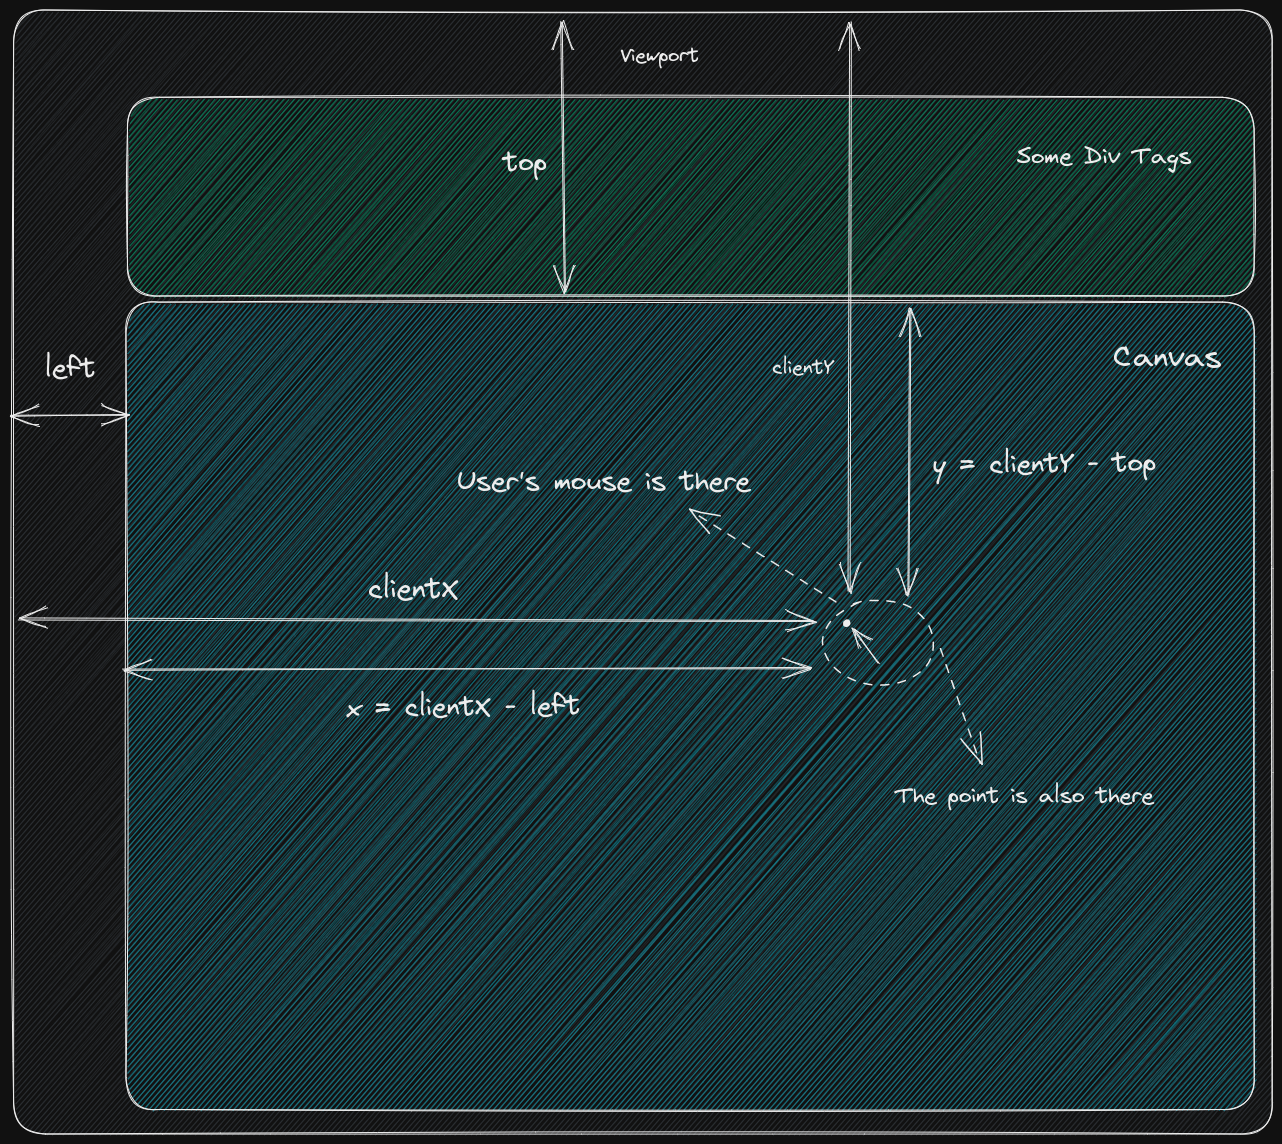 Viewport
top
Some Div Tags
left
clientY
Canvas
y = clientY - top
User's mouse is there
clientX
x = clientX - left
The point is also there